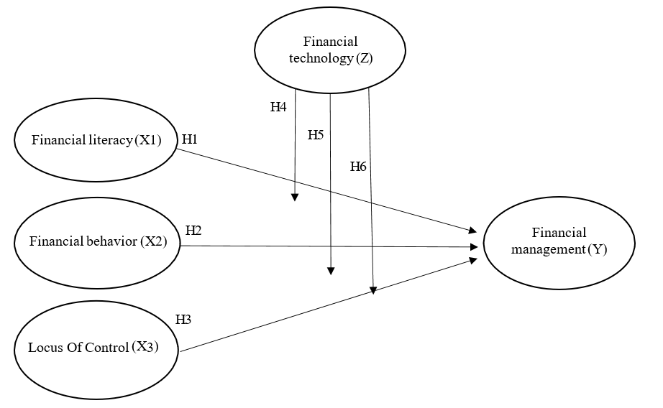 Financial
technology (Z)
H4
H5
H6
Financial literacy (X1)
H1
Financial behavior (X2)
H2
Financial
management (Y)
H3
Locus Of Control (X3)